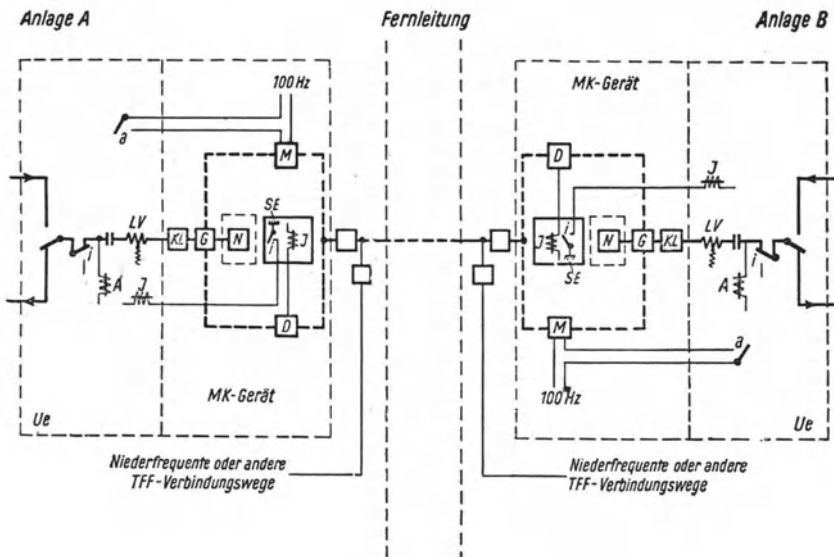 Anlage A
Fernleitung
Anlage B
MK-Gerät
100 Hz
a
M
D
J
SE
LV
KL
G
N
J
i
J
i
N
G
KL
LV
i
i
SE
A
J
A
D
M
a
MK-Gerät
100 Hz
Ue
Ue
Niederfrequente oder andere
TFF-Verbindungswege
Niederfrequente oder andere
TFF-Verbindungswege